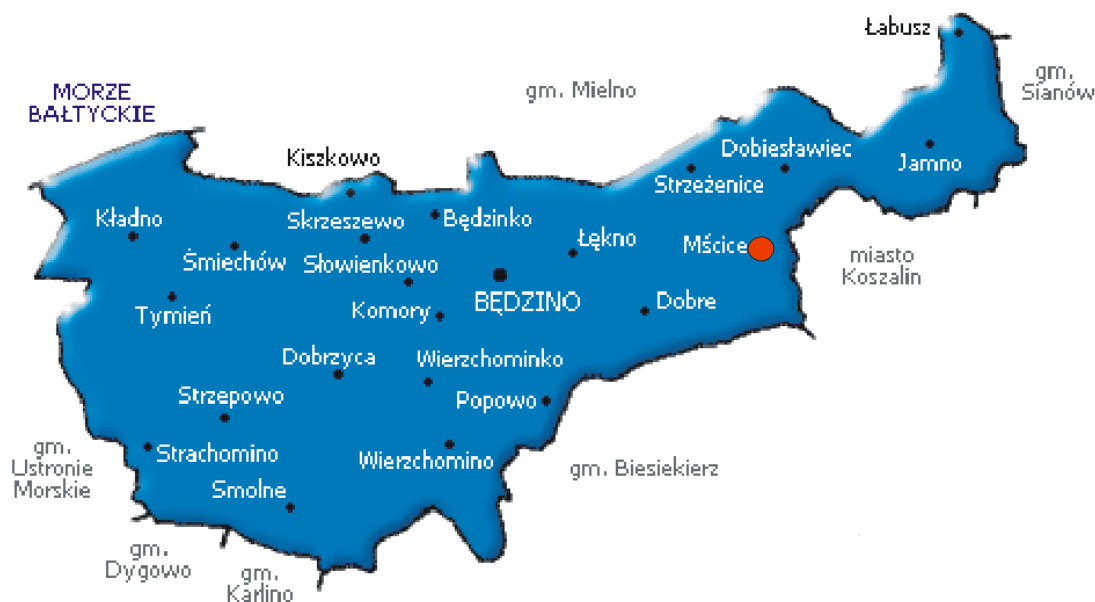 Łabusz
gm.
Sianów
gm. Mielno
MORZE
BAŁTYCKIE
Dobiesławiec
Kiszkowo
Jamno
Strzeżenice
Kładno
Skrzeszewo
Będzinko
Mścice
Łękno
Śmiechów
Słowienkowo
miasto
Koszalin
Tymień
Komory
BĘDZINO
Dobre
Dobrzyca
Wierzchominko
Strzepowo
Popowo
gm.
Ustronie
Morskie
Strachomino
Wierzchomino
gm. Biesiekierz
Smolne
gm.
Dygowo
gm.
Karlino